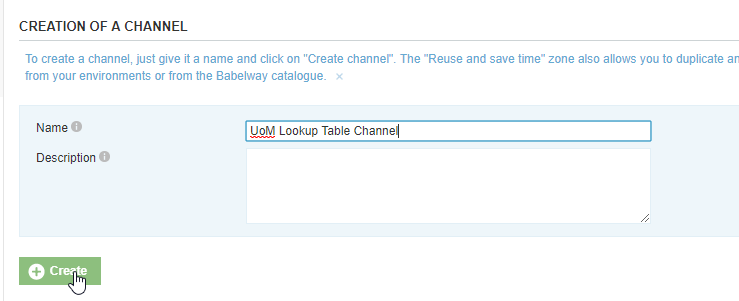 CREATION OF A CHANNEL
To create a channel, just give it a name and click on "Create channel". The "Reuse and save time" zone also allows you to duplicate an
from your environments or from the Babelway catalogue. ×
Name
UoM Lookup Table Channel
Description
Create